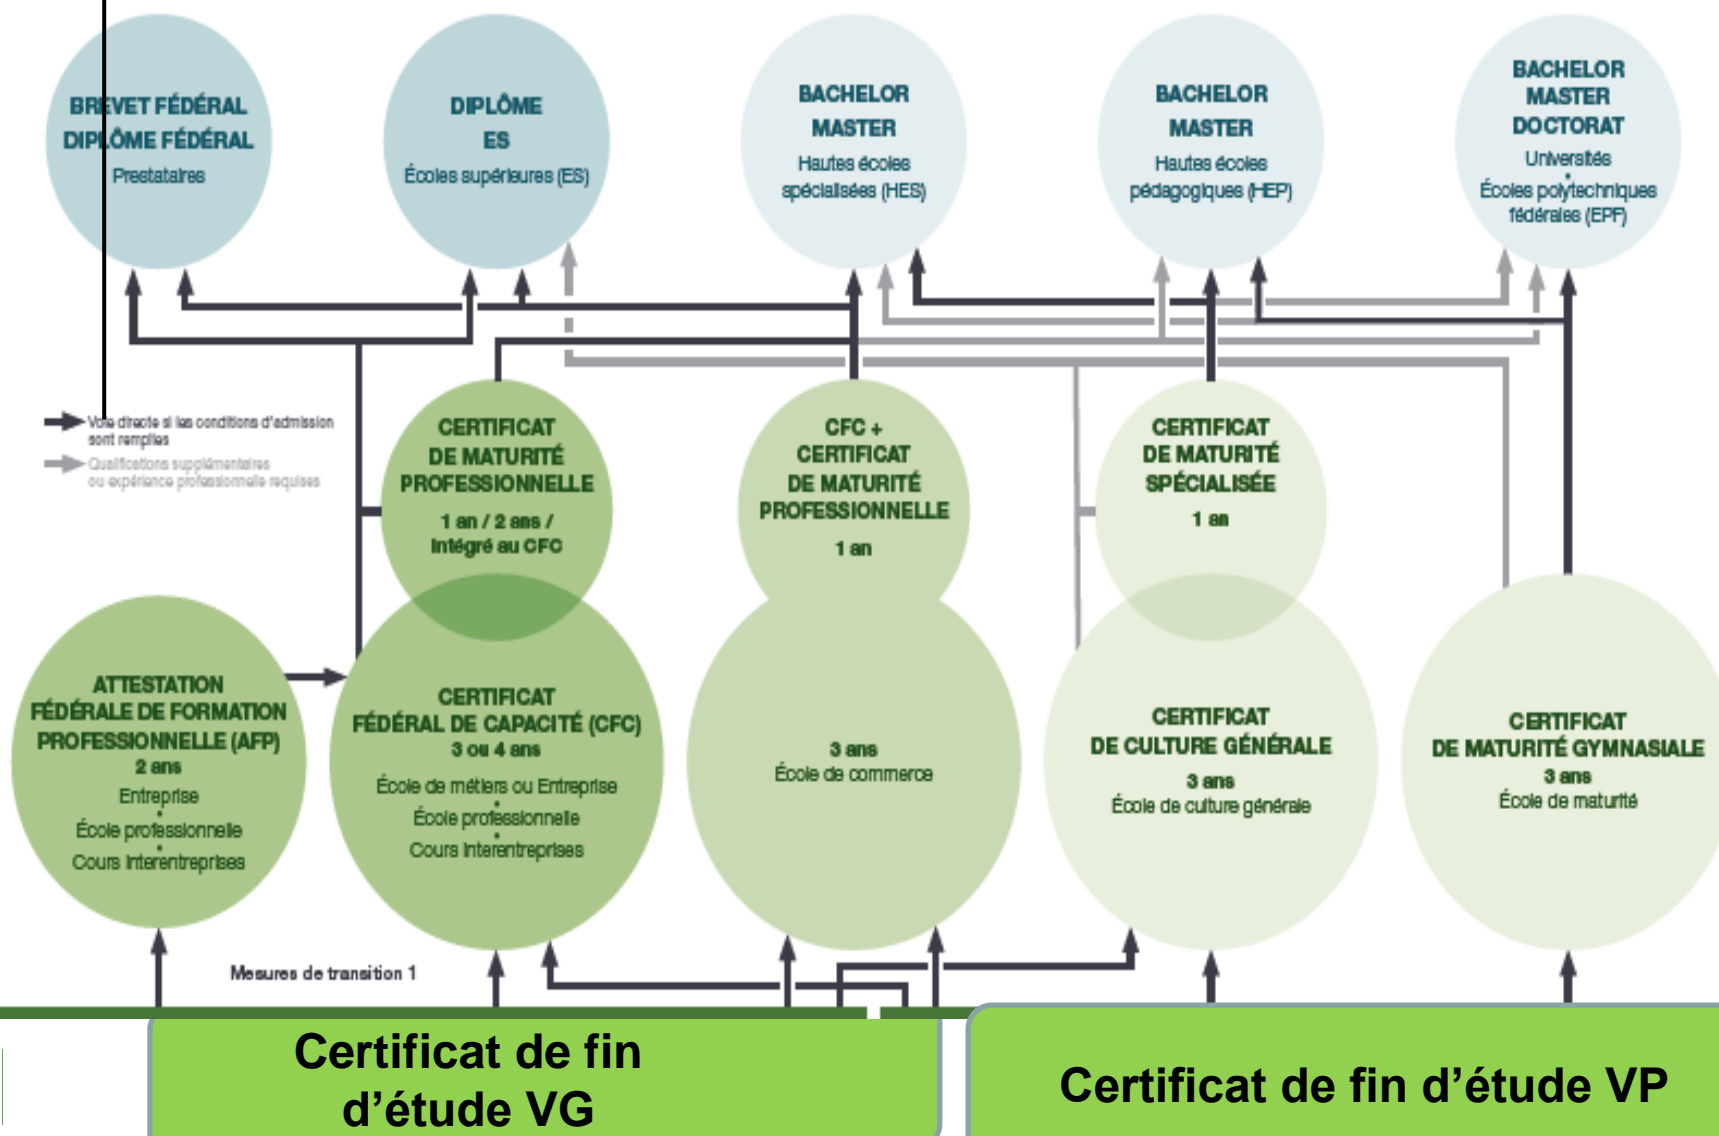 BREVET FÉDÉRAL
DIPLÔME FÉDÉRAL
Prestataires
DIPLÔME
ES
Écoles supérieures (ES)
BACHELOR
MASTER
Hautes écoles
spécialisées (HES)
BACHELOR
MASTER
Hautes écoles
pédagogiques (HEP)
BACHELOR
MASTER
DOCTORAT
Universités
•
Écoles polytechniques
fédérales (EPF)
Voie directe si les conditions d'admission
sont remplies
Qualifications supplémentaires
ou expérience professionnelle requises
CERTIFICAT
DE MATURITÉ
PROFESSIONNELLE
1 an / 2 ans /
Intégré au CFC
CFC +
CERTIFICAT
DE MATURITÉ
PROFESSIONNELLE
1 an
CERTIFICAT
DE MATURITÉ
SPÉCIALISÉE
1 an
ATTESTATION
FÉDÉRALE DE FORMATION
PROFESSIONNELLE (AFP)
2 ans
Entreprise
•
École professionnelle
•
Cours interentreprises
CERTIFICAT
FÉDÉRAL DE CAPACITÉ (CFC)
3 ou 4 ans
École de métiers ou Entreprise
•
École professionnelle
•
Cours interentreprises
3 ans
École de commerce
CERTIFICAT
DE CULTURE GÉNÉRALE
3 ans
École de culture générale
CERTIFICAT
DE MATURITÉ GYMNASIALE
3 ans
École de maturité
Mesures de transition 1
Certificat de fin
d'étude VG
Certificat de fin d'étude VP